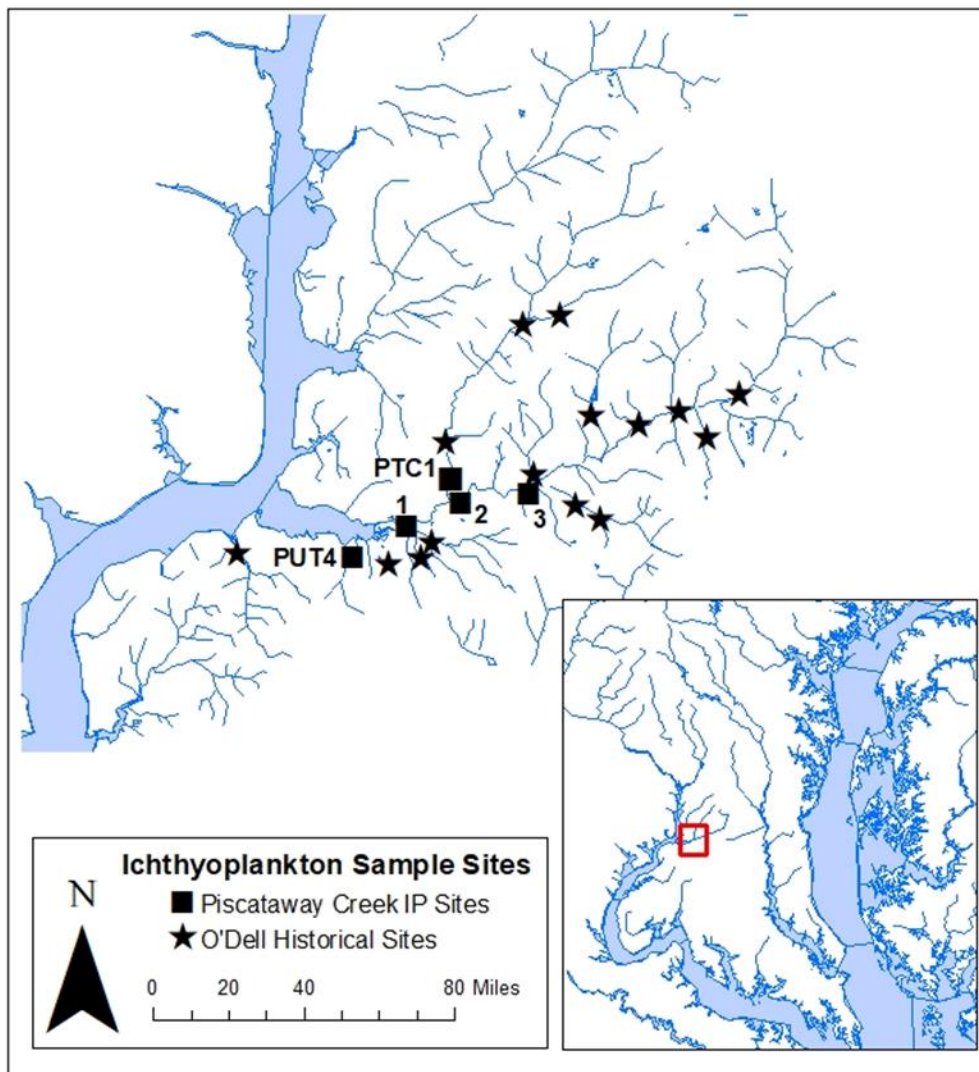 PTC1
1
2
3
PUT4
Ichthyoplankton Sample Sites
N
Piscataway Creek IP Sites
O'Dell Historical Sites
0 20 40 80 Miles